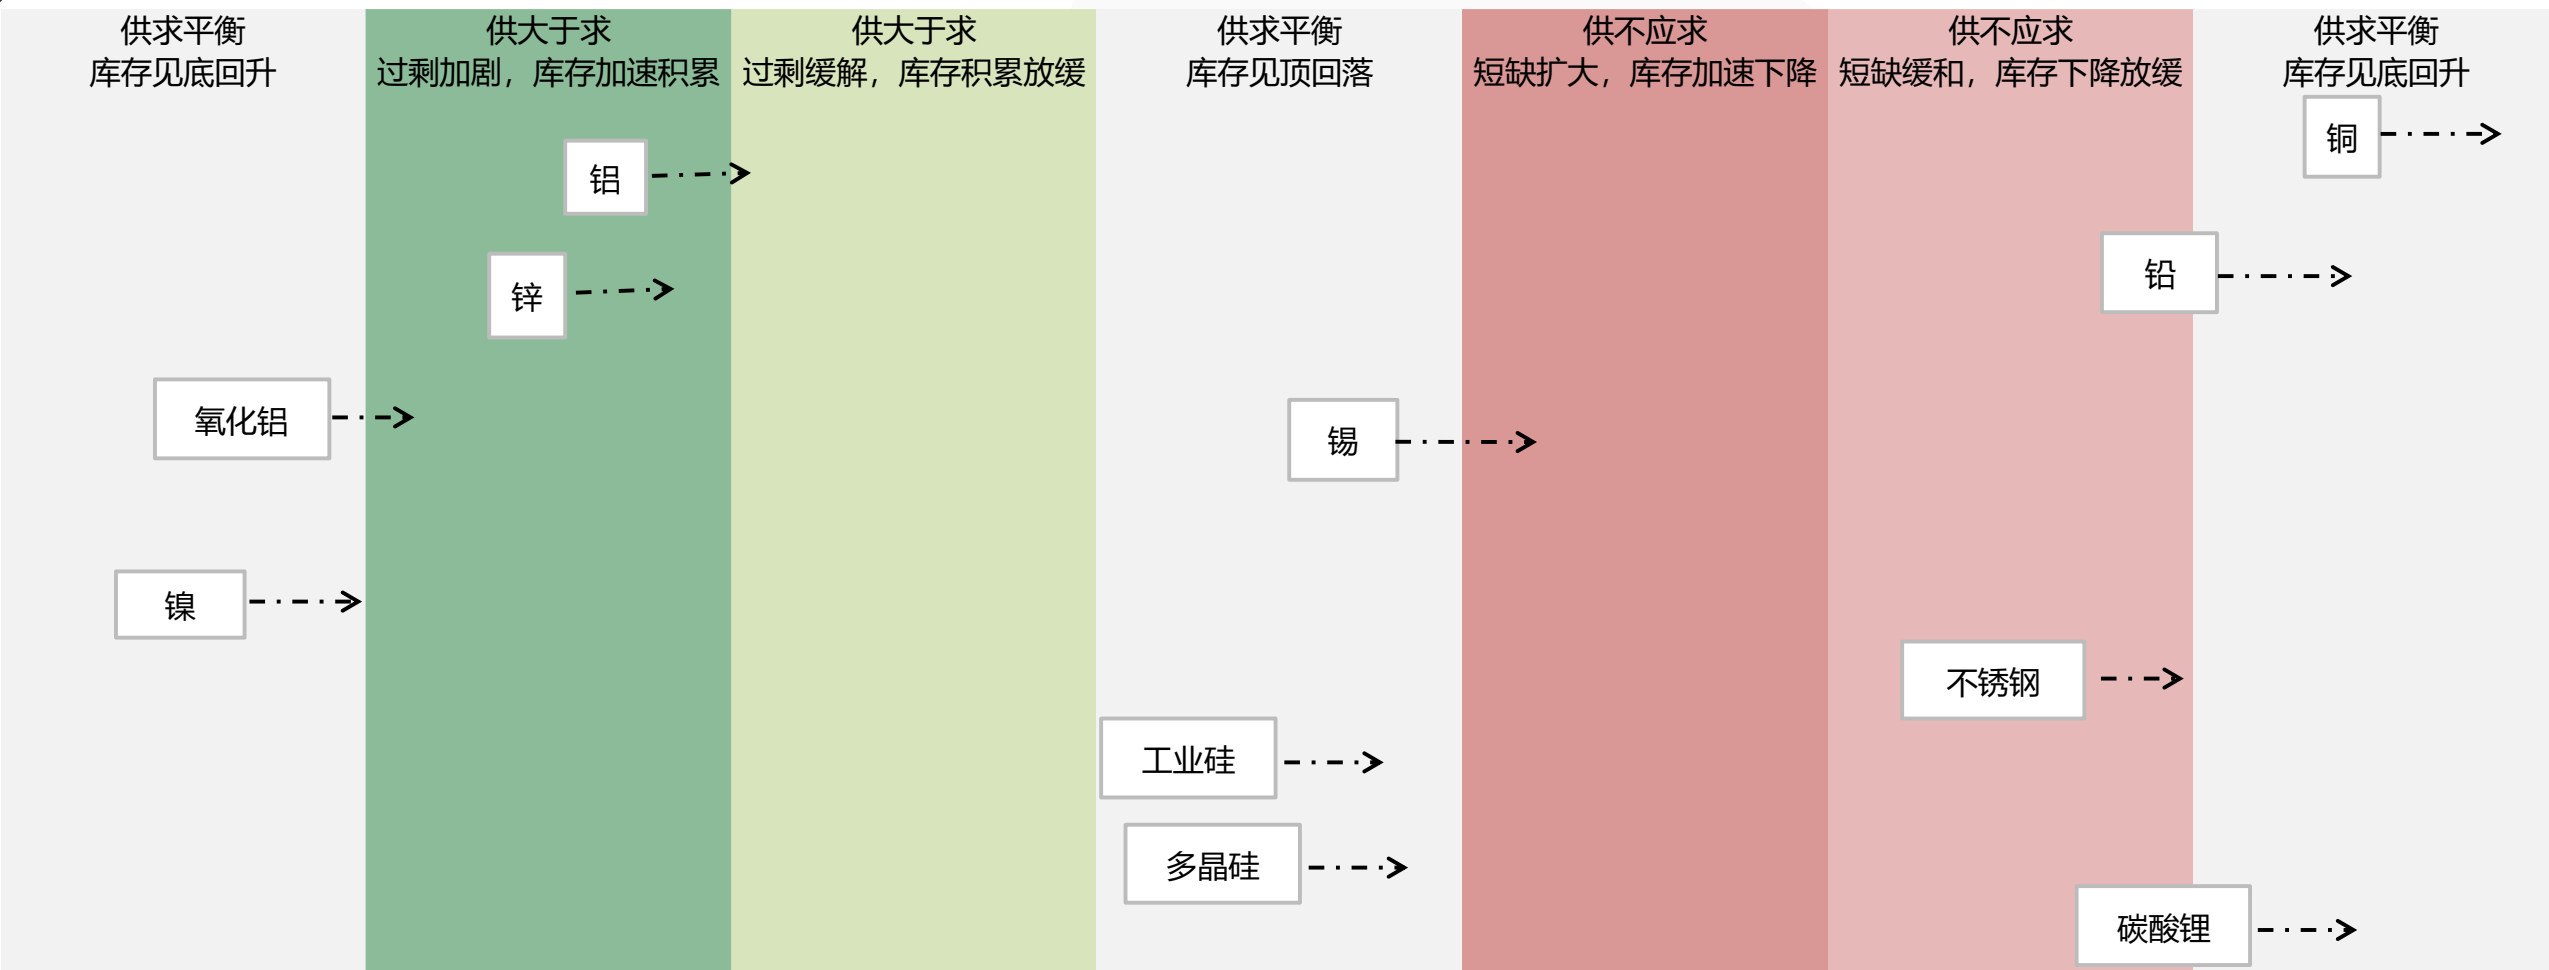 供求平衡
库存见底回升
供大于求
过剩加剧，库存加速积累
供大于求
过剩缓解，库存积累放缓
供求平衡
库存见顶回落
供不应求
短缺扩大，库存加速下降
供不应求
短缺缓和，库存下降放缓
供求平衡
库存见底回升
铜
铝
铅
锌
氧化铝
锡
镍
不锈钢
工业硅
多晶硅
碳酸锂